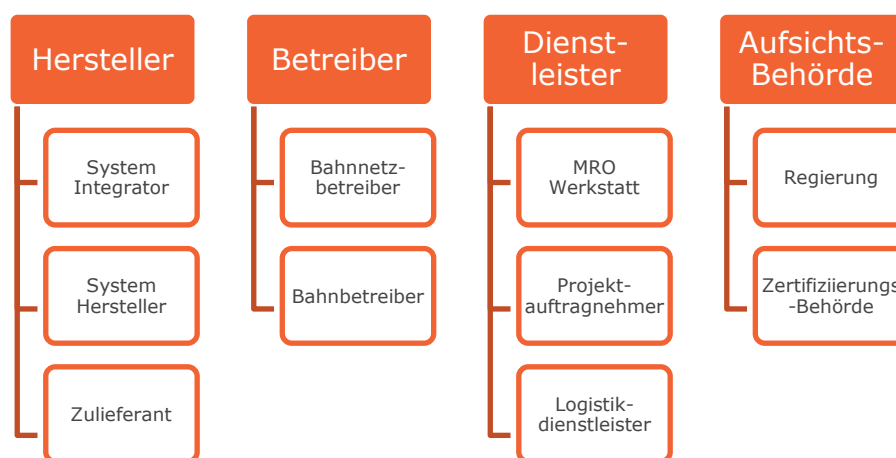 Hersteller
System
Integrator
System
Hersteller
Zulieferant
Betreiber
Bahnnetz-
betreiber
Bahnbetreiber
Dienst-
leister
MRO
Werkstatt
Projekt-
auftragnehmer
Logistik-
dienstleister
Aufsichts-
Behörde
Regierung
Zertifiziierungs
-Behörde